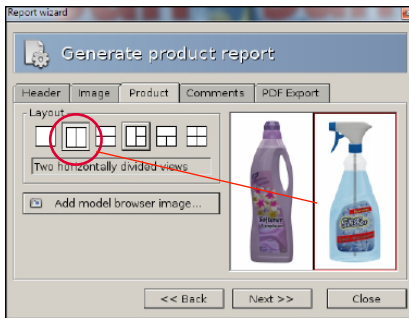 Report wizard
Generate product report
Header Image Product Comments PDF Export
Layout
Two horizontally divided views
Add model browser image...
Softener
<< Back Next >> Close